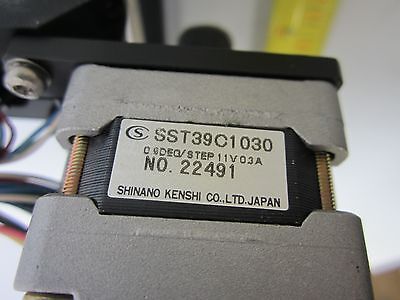 S SST39C1030
0.9DEG/STEP 11V 0.3A
NO. 22491
SHINANO KENSHI CO.,LTD.JAPAN